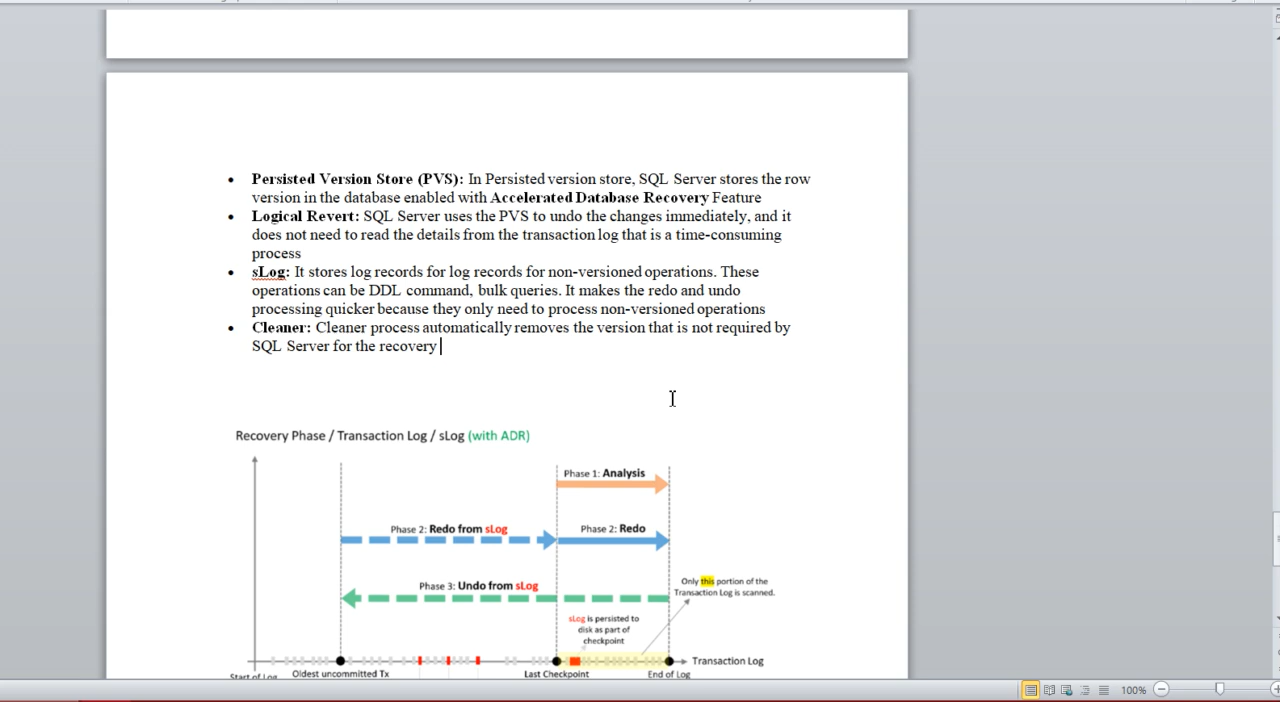 • Persisted Version Store (PVS): In Persisted version store, SQL Server stores the row
version in the database enabled with Accelerated Database Recovery Feature
• Logical Revert: SQL Server uses the PVS to undo the changes immediately, and it
does not need to read the details from the transaction log that is a time-consuming
process
• sLog: It stores log records for log records for non-versioned operations. These
operations can be DDL command, bulk queries. It makes the redo and undo
processing quicker because they only need to process non-versioned operations
• Cleaner: Cleaner process automatically removes the version that is not required by
SQL Server for the recovery
Recovery Phase / Transaction Log / sLog (with ADR)
Phase 1: Analysis
Phase 2: Redo from sLog
Phase 2: Redo
Phase 3: Undo from sLog
Only this portion of the
Transaction Log is scanned.
sLog is persisted to
disk as part of
checkpoint
Transaction Log
Start of Log
Oldest uncommitted Tx
Last Checkpoint
End of Log
100%